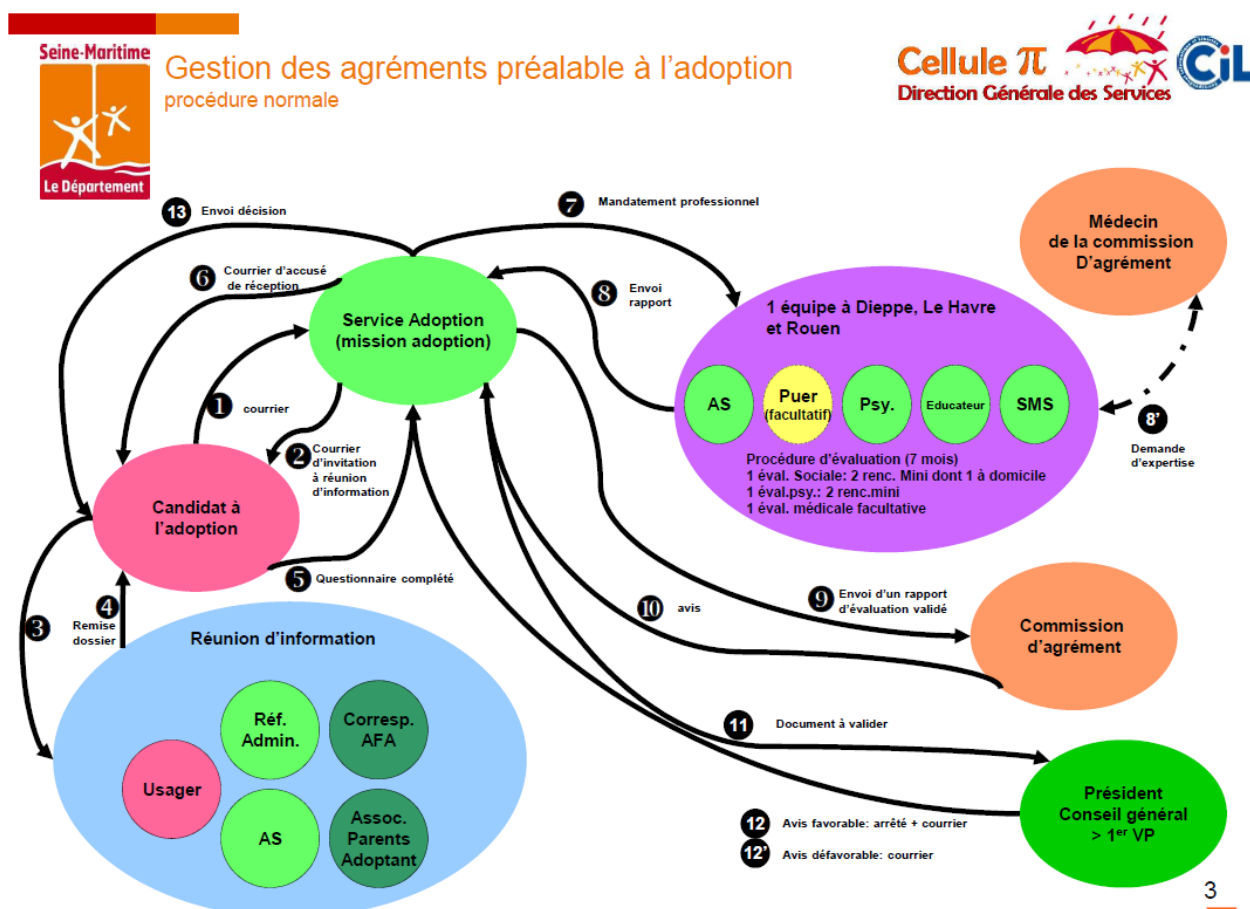 Seine-Maritime
Le Département
Gestion des agréments préalable à l'adoption
procédure normale
Cellule π
Direction Générale des Services
CiL
13 Envoi décision
7 Mandatement professionnel
6 Courrier d'accusé
de réception
8 Envoi
rapport
Médecin
de la commission
D'agrément
Service Adoption
(mission adoption)
1 équipe à Dieppe, Le Havre
et Rouen
AS
Puer
(facultatif)
Psy.
Educateur
SMS
8'
Demande
d'expertise
Procédure d'évaluation (7 mois)
1 éval. Sociale: 2 renc. Mini dont 1 à domicile
1 éval.psy.: 2 renc.mini
1 éval. médicale facultative
1 courrier
2 Courrier
d'invitation
à réunion
d'information
Candidat à
l'adoption
5 Questionnaire complété
3
4
Remise
dossier
10 avis
9 Envoi d'un rapport
d'évaluation validé
Commission
d'agrément
Réunion d'information
Réf.
Admin.
Corresp.
AFA
Usager
AS
Assoc.
Parents
Adoptant
11 Document à valider
Président
Conseil général
> 1er VP
12 Avis favorable: arrêté + courrier
12' Avis défavorable: courrier
3